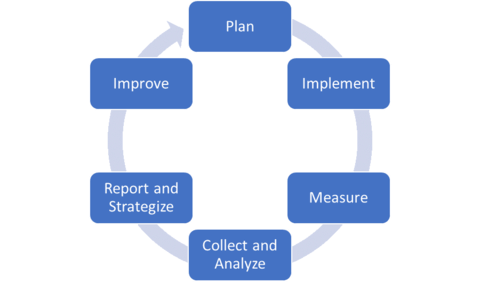 Plan
Implement
Measure
Collect and
Analyze
Report and
Strategize
Improve